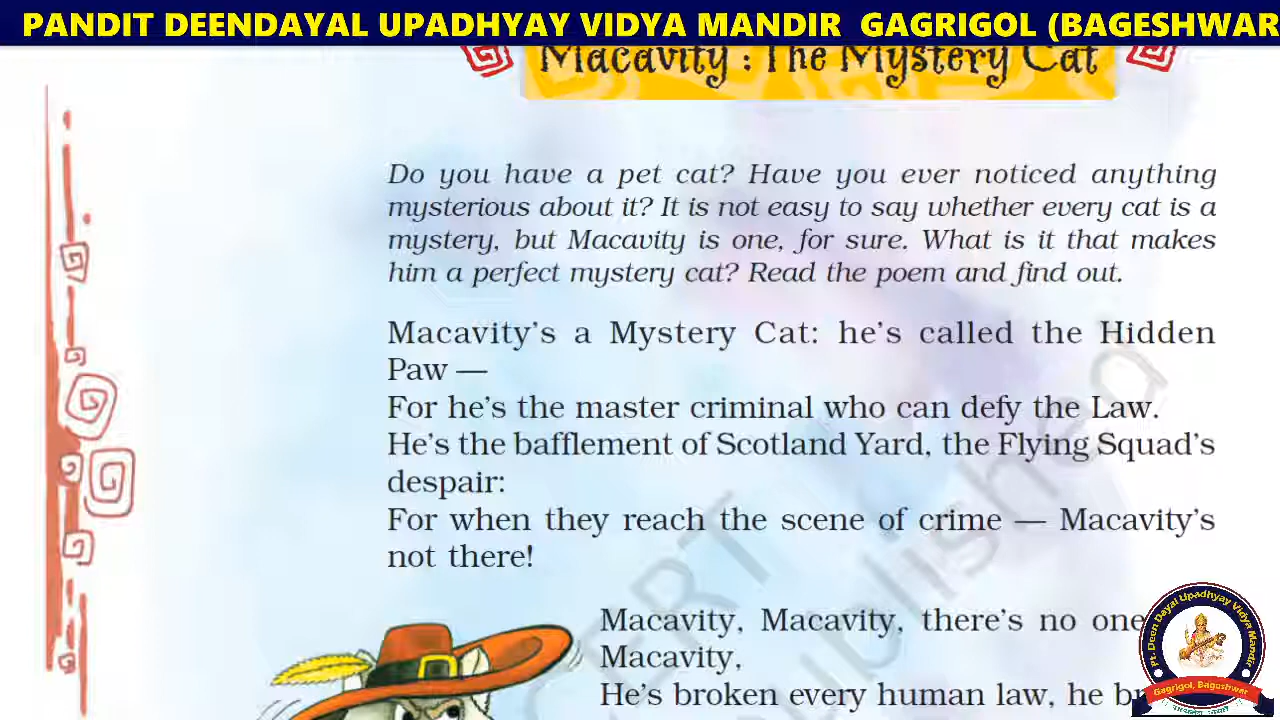 PANDIT DEENDAYAL UPADHYAY VIDYA MANDIR GAGRIGOL (BAGESHWAR
Macavity : The Mystery Cat
Do you have a pet cat? Have you ever noticed anything
mysterious about it? It is not easy to say whether every cat is a
mystery, but Macavity is one, for sure. What is it that makes
him a perfect mystery cat? Read the poem and find out.
Macavity's a Mystery Cat: he's called the Hidden
Paw —
For he's the master criminal who can defy the Law.
He's the bafflement of Scotland Yard, the Flying Squad's
despair:
For when they reach the scene of crime — Macavity's
not there!
Macavity, Macavity, there's no one
Macavity,
He's broken every human law, he
Pt. Deen Dayal Upadhyay Vidya Mandir
Gagrigol, Bageshwar